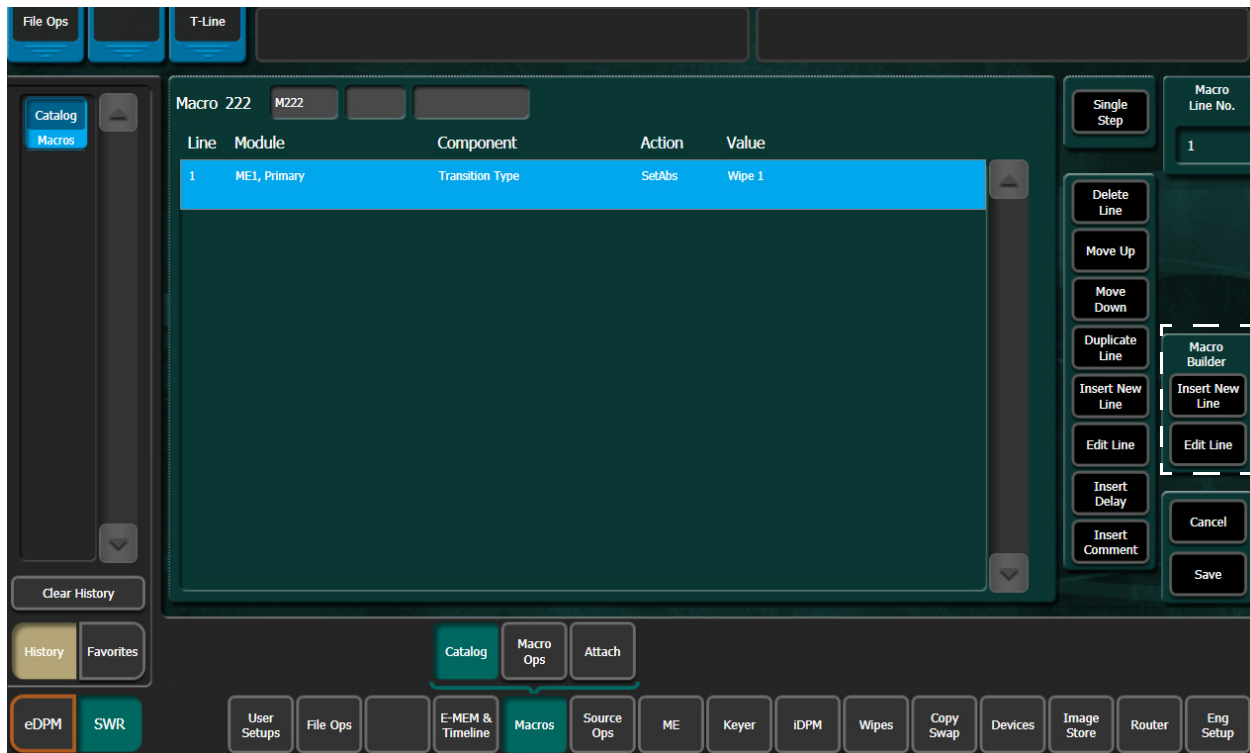 File Ops
T-Line
Catalog
Macros
Macro 222
M222
Line Module Component Action Value
1 ME1, Primary Transition Type SetAbs Wipe 1
Single
Step
Macro
Line No.
1
Delete
Line
Move Up
Move
Down
Duplicate
Line
Insert New
Line
Edit Line
Insert
Delay
Insert
Comment
Macro
Builder
Insert New
Line
Edit Line
Cancel
Save
Clear History
History
Favorites
Catalog
Macro
Ops
Attach
eDPM
SWR
User
Setups
File Ops
E-MEM &
Timeline
Macros
Source
Ops
ME
Keyer
iDPM
Wipes
Copy
Swap
Devices
Image
Store
Router
Eng
Setup